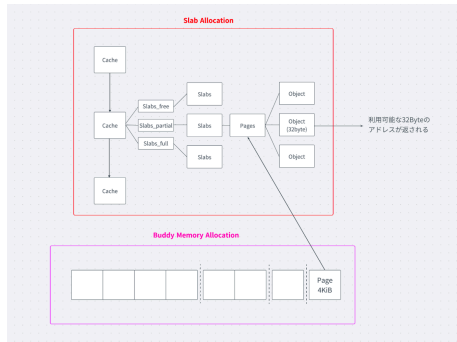 Slab Allocation
Cache
Slabs_free
Slabs
Object
Cache
Slabs_partial
Slabs
Pages
Object
(32byte)
利用可能な32Byteの
アドレスが返される
Slabs_full
Slabs
Object
Cache
Buddy Memory Allocation
Page
4KiB